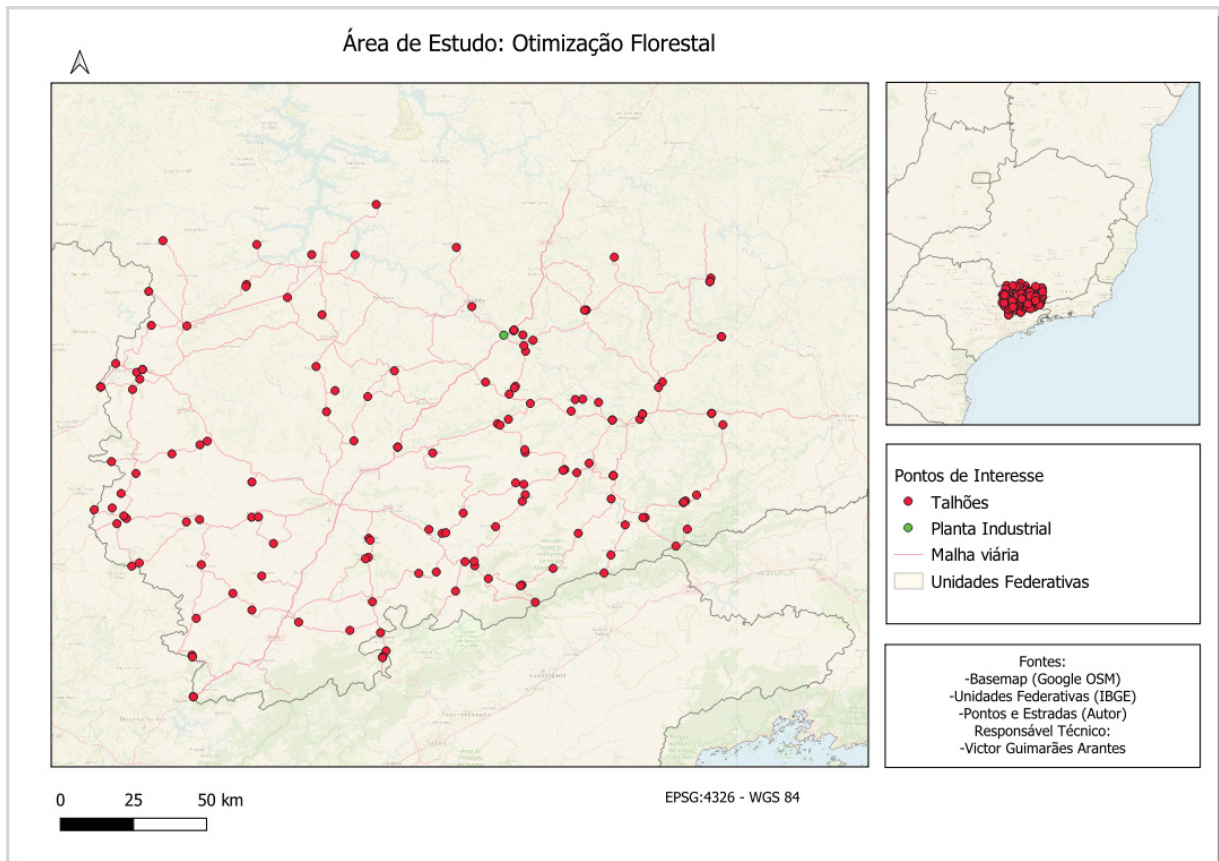 Área de Estudo: Otimização Florestal
Pontos de Interesse
Talhões
Planta Industrial
Malha viária
Unidades Federativas
Fontes:
-Basemap (Google OSM)
-Unidades Federativas (IBGE)
-Pontos e Estradas (Autor)
Responsável Técnico:
-Victor Guimarães Arantes
0 25 50 km
EPSG:4326 - WGS 84